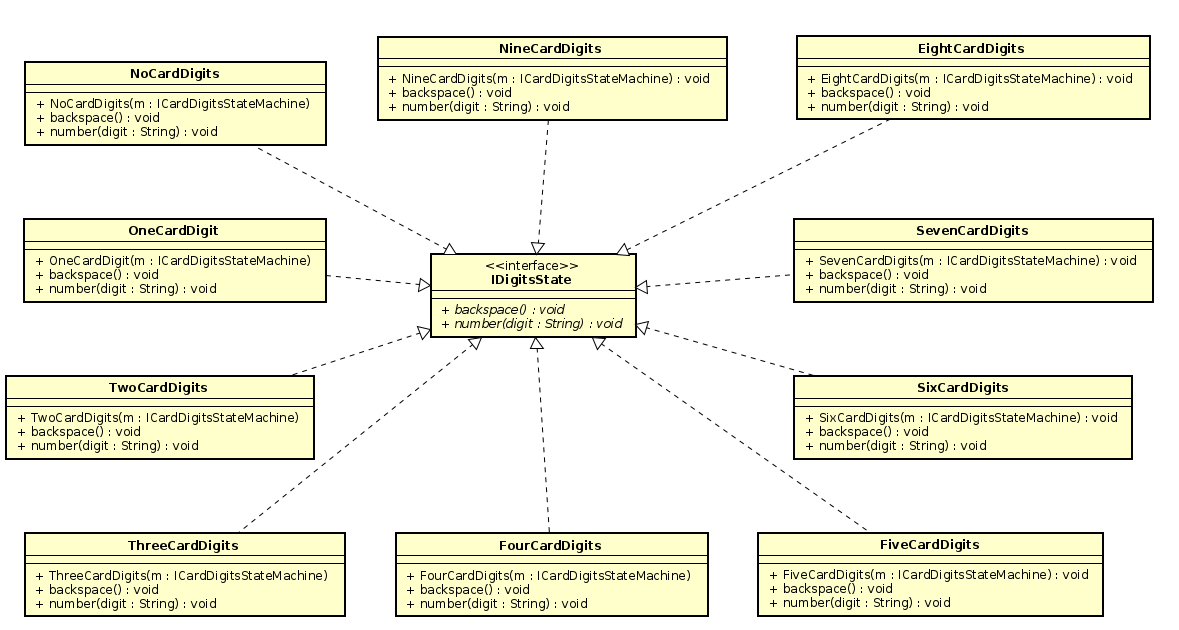 NoCardDigits
+ NoCardDigits(m : ICardDigitsStateMachine)
+ backspace() : void
+ number(digit : String) : void
NineCardDigits
+ NineCardDigits(m : ICardDigitsStateMachine) : void
+ backspace() : void
+ number(digit : String) : void
EightCardDigits
+ EightCardDigits(m : ICardDigitsStateMachine) : void
+ backspace() : void
+ number(digit : String) : void
OneCardDigit
+ OneCardDigit(m : ICardDigitsStateMachine)
+ backspace() : void
+ number(digit : String) : void
<<interface>>
IDigitsState
+ backspace() : void
+ number(digit : String) : void
SevenCardDigits
+ SevenCardDigits(m : ICardDigitsStateMachine) : void
+ backspace() : void
+ number(digit : String) : void
TwoCardDigits
+ TwoCardDigits(m : ICardDigitsStateMachine)
+ backspace() : void
+ number(digit : String) : void
SixCardDigits
+ SixCardDigits(m : ICardDigitsStateMachine) : void
+ backspace() : void
+ number(digit : String) : void
ThreeCardDigits
+ ThreeCardDigits(m : ICardDigitsStateMachine)
+ backspace() : void
+ number(digit : String) : void
FourCardDigits
+ FourCardDigits(m : ICardDigitsStateMachine)
+ backspace() : void
+ number(digit : String) : void
FiveCardDigits
+ FiveCardDigits(m : ICardDigitsStateMachine) : void
+ backspace() : void
+ number(digit : String) : void